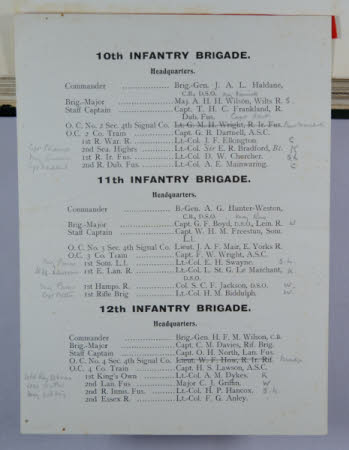 10th INFANTRY BRIGADE.
Headquarters.
Commander .................. Brig.-Gen. J. A. L. Haldane,
C.B., D.S.O.
Brig.-Major .................. Maj. A. H. H. Wilson, Wilts R. S.
Staff Captain .................. Capt. T. H. C. Frankland, R.
Dub. Fus.
O. C. No. 2 Sec. 4th Signal Co. Lt. G. M. H. Wright, R. Ir. Fus.
O. C. 2 Co. Train .................. Capt. G. B. Dartnell, A.S.C.
1st R. War. R. .................. Lt.-Col. J. F. Elkington C
2nd Sea. Highrs .................. Lt.-Col. Sir E. R. Bradford, Bt. K
1st R. Ir. Fus. .................. Lt.-Col. D. W. Churcher. S.L
2nd R. Dub. Fus. .................. Lt.-Col. A. E. Mainwaring. C
11th INFANTRY BRIGADE.
Headquarters.
Commander .................. B.-Gen. A. G. Hunter-Weston,
C.B., D.S.O.
Brig.-Major .................. Capt. G. F. Boyd, D.S.O., Lein. R. W
Staff Captain .................. Capt. W. H. M. Freestun, Som.
L.I.
O. C. No. 3 Sec. 4th Signal Co. Lieut. J. A. F. Mair, E. Yorks R.
O. C. 3 Co. Train .................. Capt. F. W. Wright, A.S.C.
1st Som. L.I. .................. Lt.-Col. E. H. Swayne. S.L.
1st E. Lan. R. .................. Lt.-Col. L. St. G. Le Marchant, K
D.S.O.
1st Hamps. R. .................. Col. S. C. F. Jackson, D.S.O. W
1st Rifle Brig .................. Lt.-Col. H. M. Biddulph. W
12th INFANTRY BRIGADE.
Headquarters.
Commander .................. Brig.-Gen. H. F. M. Wilson, C.B.
Brig.-Major .................. Capt. C. M. Davies, Rif. Brig.
Staff Captain .................. Capt. O. H. North, Lan. Fus.
O. C. No. 4 Sec. 4th Signal Co. Lieut. W. F. How, R. Ir. Rif.
O. C. 4 Co. Train .................. Capt. H. S. Lawson, A.S.C.
1st King's Own .................. Lt.-Col. A. M. Dykes. K
2nd Lan. Fus .................. Major C. J. Griffin. W
2nd R. Innis. Fus. .................. Lt.-Col. H. P. Hancox. S.L.
2nd Essex R. .................. Lt.-Col. F. G. Anley.